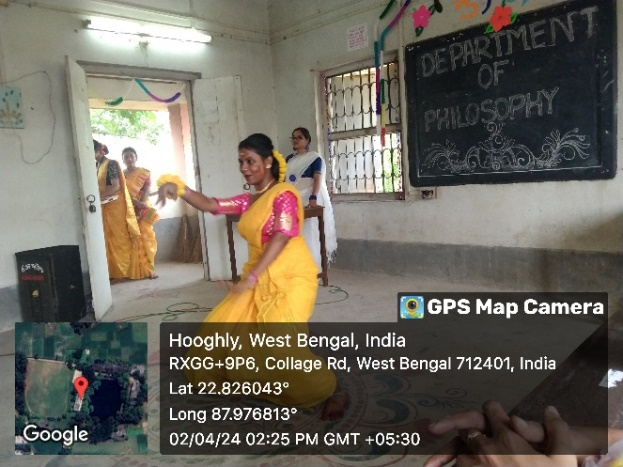 DEPARTMENT
OF
PHILOSOPHY
GPS Map Camera
Hooghly, West Bengal, India
RXGG+9P6, Collage Rd, West Bengal 712401, India
Lat 22.826043°
Long 87.976813°
02/04/24 02:25 PM GMT +05:30
Google